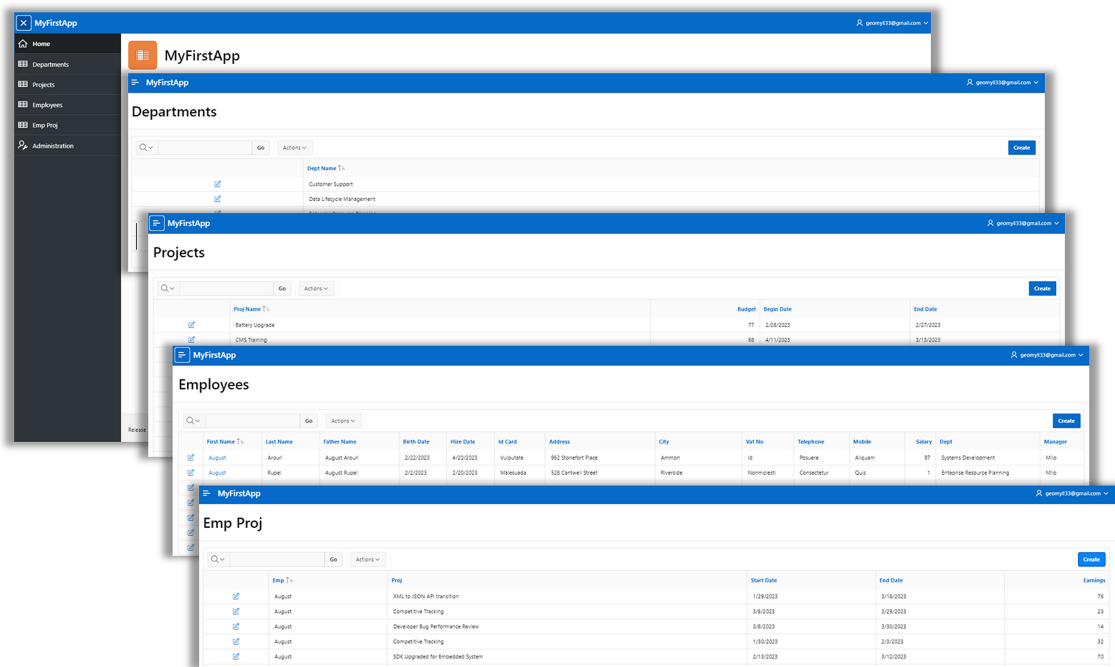 MyFirstApp geomyll33@gmail.com
Home
Departments
Projects
Employees
Emp Proj
Administration
MyFirstApp
Release
MyFirstApp geomyll33@gmail.com
Departments
Go Actions Create
Dept Name
Customer Support
Data Lifecycle Management
MyFirstApp geomyll33@gmail.com
Projects
Go Actions Create
Proj Name Budget Begin Date End Date
Battery Upgrade 77 2/28/2023 2/27/2023
CMS Training 68 4/11/2023 3/13/2023
MyFirstApp geomyll33@gmail.com
Employees
Go Actions Create
First Name Last Name Father Name Birth Date Hire Date Id Card Address City Vat No Telephone Mobile Salary Dept Manager
August Arouri August Arouri 2/22/2023 4/20/2023 Vulputate 962 Stonefort Place Ammon Id Posuere Aliquam 97 Systems Development Milo
August Rupel August Rupel 2/2/2023 2/20/2023 Malesuada 528 Cantwell Street Riverside Nonmolesti Consectetur Quis 1 Enteprise Resource Planning Milo
MyFirstApp geomyll33@gmail.com
Emp Proj
Go Actions Create
Emp Proj Start Date End Date Earnings
August XML to JSON API transition 1/29/2023 3/18/2023 76
August Competitive Tracking 3/8/2023 3/29/2023 23
August Developer Bug Performance Review 3/8/2023 3/30/2023 14
August Competitive Tracking 1/30/2023 2/3/2023 32
August SDK Upgraded for Embedded System 2/13/2023 3/12/2023 70